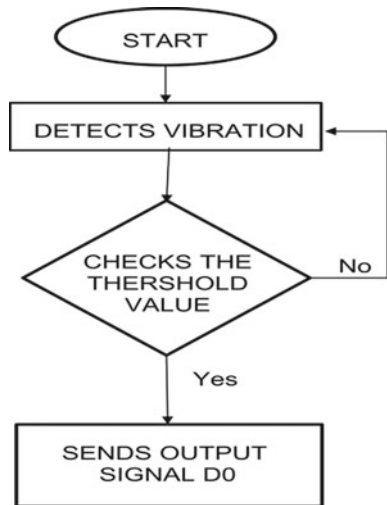 START
DETECTS VIBRATION
CHECKS THE
THERSHOLD
VALUE
No
Yes
SENDS OUTPUT
SIGNAL D0